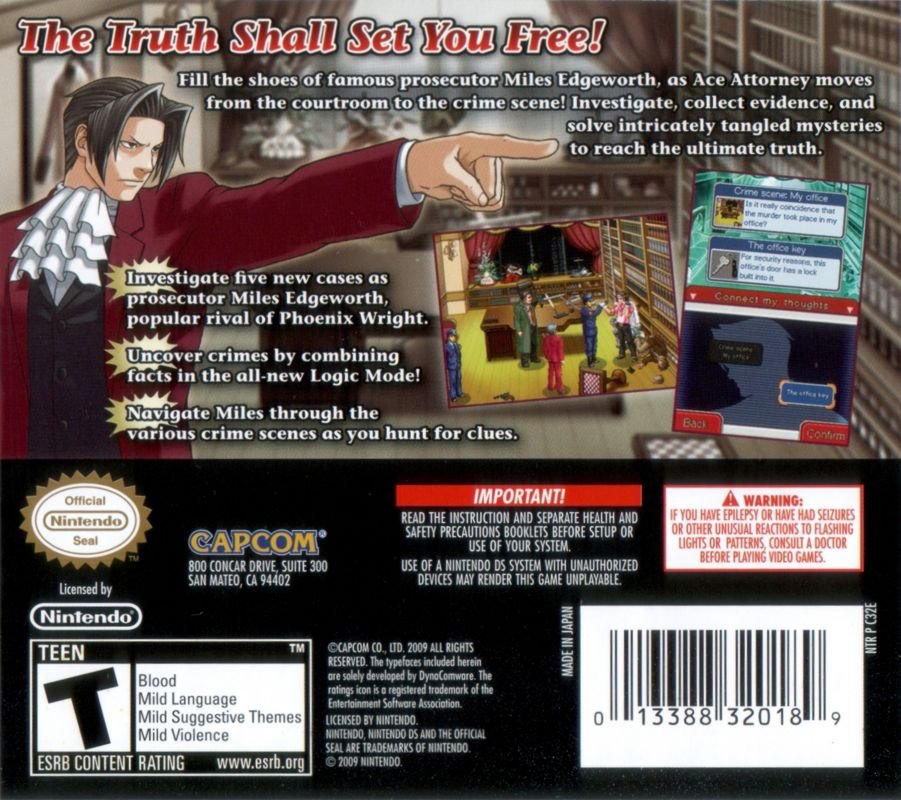 The Truth Shall Set You Free!
Fill the shoes of famous prosecutor Miles Edgeworth, as Ace Attorney moves
from the courtroom to the crime scene! Investigate, collect evidence, and
solve intricately tangled mysteries
to reach the ultimate truth.
Crime scene: My office
Is it really coincidence that
the murder took place in my
office?
The office key
For security reasons, this
office's door has a lock
built into it.
Connect my thoughts
Crime scene:
My office
The office key
Back
Confirm
Investigate five new cases as
prosecutor Miles Edgeworth,
popular rival of Phoenix Wright.
Uncover crimes by combining
facts in the all-new Logic Mode!
Navigate Miles through the
various crime scenes as you hunt for clues.
Official
Nintendo
Seal
TM
Licensed by
Nintendo®
CAPCOM®
800 CONCAR DRIVE, SUITE 300
SAN MATEO, CA 94402
IMPORTANT!
READ THE INSTRUCTION AND SEPARATE HEALTH AND
SAFETY PRECAUTIONS BOOKLETS BEFORE SETUP OR
USE OF YOUR SYSTEM.
USE OF A NINTENDO DS SYSTEM WITH UNAUTHORIZED
DEVICES MAY RENDER THIS GAME UNPLAYABLE.
WARNING:
IF YOU HAVE EPILEPSY OR HAVE HAD SEIZURES
OR OTHER UNUSUAL REACTIONS TO FLASHING
LIGHTS OR PATTERNS, CONSULT A DOCTOR
BEFORE PLAYING VIDEO GAMES.
TEEN TM
T
Blood
Mild Language
Mild Suggestive Themes
Mild Violence
ESRB CONTENT RATING www.esrb.org
©CAPCOM CO., LTD. 2009 ALL RIGHTS
RESERVED. The typefaces included herein
are solely developed by DynaComware. The
ratings icon is a registered trademark of the
Entertainment Software Association.
LICENSED BY NINTENDO.
NINTENDO, NINTENDO DS AND THE OFFICIAL
SEAL ARE TRADEMARKS OF NINTENDO.
© 2009 NINTENDO.
MADE IN JAPAN
NTR P C32E
0 13388 32018 9